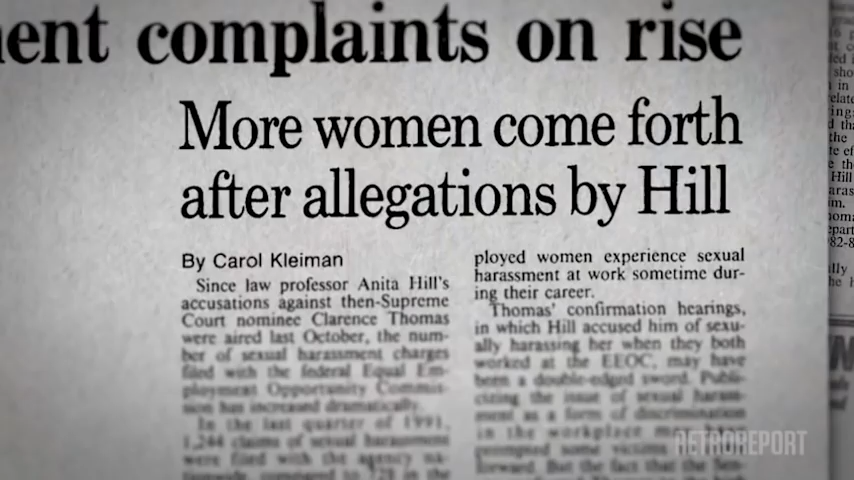 ent complaints on rise
More women come forth
after allegations by Hill
By Carol Kleiman
Since law professor Anita Hill's
accusations against then-Supreme
Court nominee Clarence Thomas
were aired last October, the num-
ber of sexual harassment charges
filed with the federal Equal Em-
ployment Opportunity Commis-
sion has increased dramatically.
In the last quarter of 1991,
1,244 claims of sexual harassment
were filed with the agency na-
ployed women experience sexual
harassment at work sometime dur-
ing their career.
Thomas' confirmation hearings,
in which Hill accused him of sexu-
ally harassing her when they both
worked at the EEOC, may have
been a double-edged sword. Public-
izing the issue of sexual harass-
ment as a form of discrimination
in the workplace
prompted some victims
forward. But the fact that the Sen-
RETROREPORT